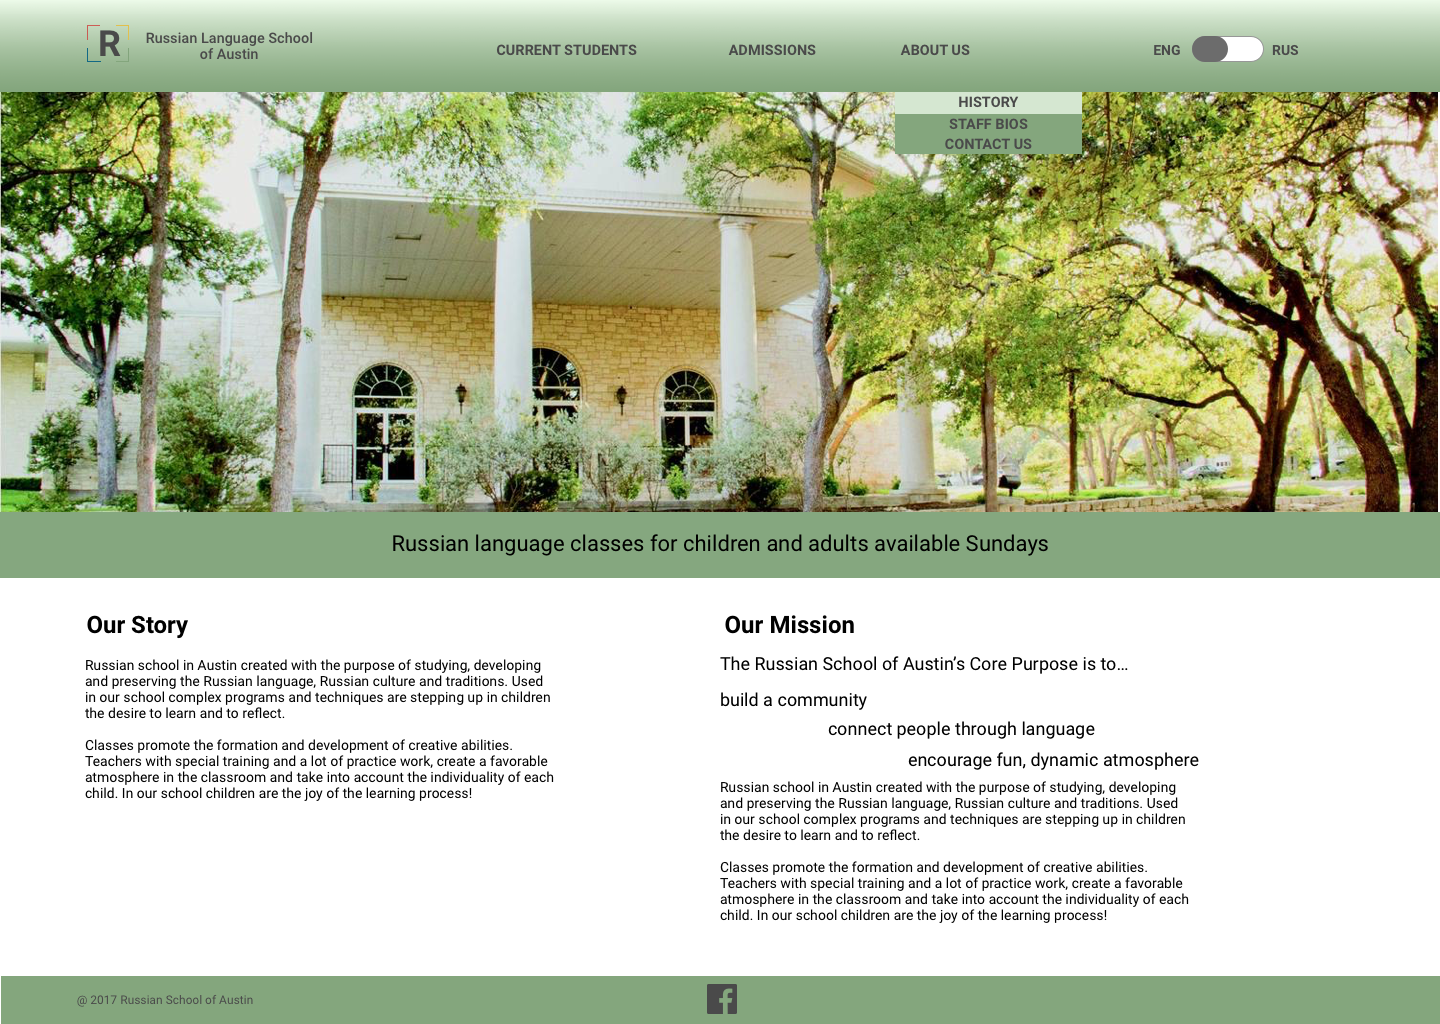 R
Russian Language School
of Austin
CURRENT STUDENTS
ADMISSIONS
ABOUT US
ENG
RUS
HISTORY
STAFF BIOS
CONTACT US
Russian language classes for children and adults available Sundays
Our Story
Russian school in Austin created with the purpose of studying, developing
and preserving the Russian language, Russian culture and traditions. Used
in our school complex programs and techniques are stepping up in children
the desire to learn and to reflect.
Classes promote the formation and development of creative abilities.
Teachers with special training and a lot of practice work, create a favorable
atmosphere in the classroom and take into account the individuality of each
child. In our school children are the joy of the learning process!
Our Mission
The Russian School of Austin’s Core Purpose is to…
build a community
connect people through language
encourage fun, dynamic atmosphere
Russian school in Austin created with the purpose of studying, developing
and preserving the Russian language, Russian culture and traditions. Used
in our school complex programs and techniques are stepping up in children
the desire to learn and to reflect.
Classes promote the formation and development of creative abilities.
Teachers with special training and a lot of practice work, create a favorable
atmosphere in the classroom and take into account the individuality of each
child. In our school children are the joy of the learning process!
@ 2017 Russian School of Austin
f